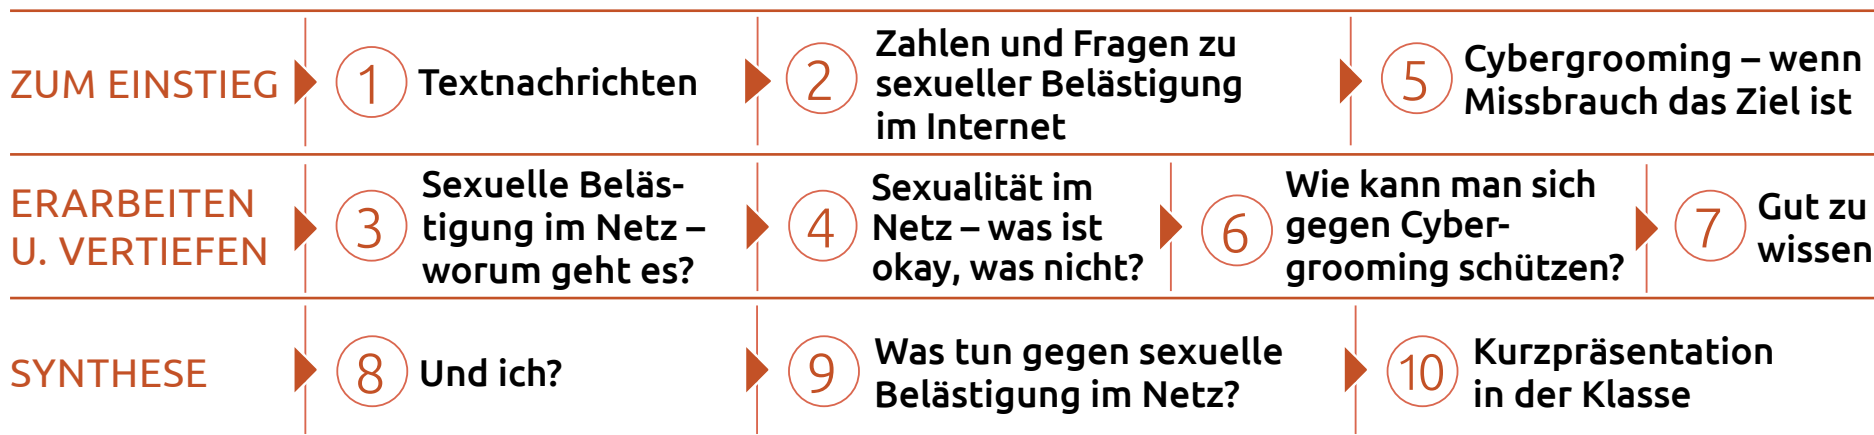 ZUM EINSTIEG
1
Textnachrichten
2
Zahlen und Fragen zu
sexueller Belästigung
im Internet
5
Cybergrooming – wenn
Missbrauch das Ziel ist
ERARBEITEN
U. VERTIEFEN
3
Sexuelle Beläs-
tigung im Netz –
worum geht es?
4
Sexualität im
Netz – was ist
okay, was nicht?
6
Wie kann man sich
gegen Cyber-
grooming schützen?
7
Gut zu
wissen
SYNTHESE
8
Und ich?
9
Was tun gegen sexuelle
Belästigung im Netz?
10
Kurzpräsentation
in der Klasse